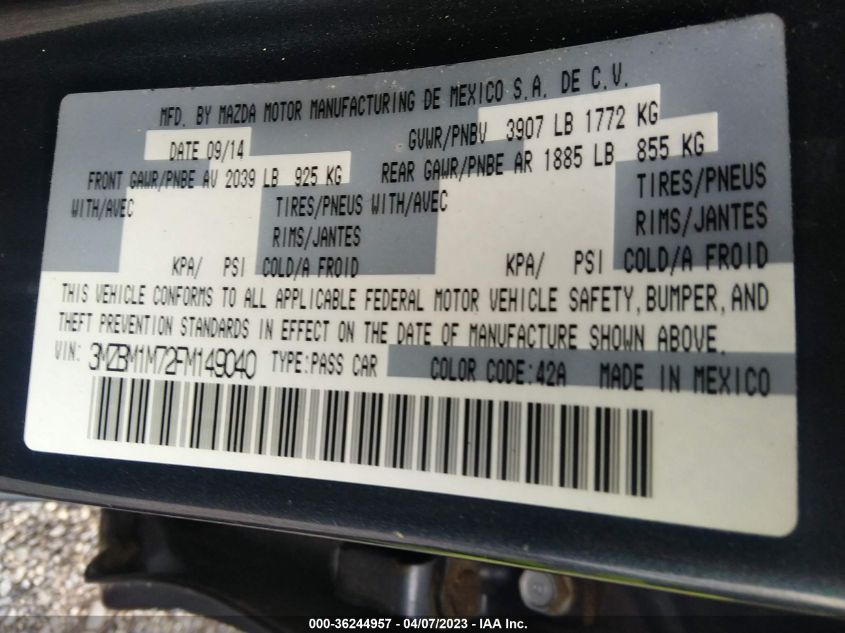 MFD. BY MAZDA MOTOR MANUFACTURING DE MEXICO S.A. DE C.V.
DATE 09/14 GVWR/PNBV 3907 LB 1772 KG
FRONT GAWR/PNBE AV 2039 LB 925 KG REAR GAWR/PNBE AR 1885 LB 855 KG
WITH/AVEC TIRES/PNEUS WITH/AVEC TIRES/PNEUS
RIMS/JANTES RIMS/JANTES
KPA/ PSI COLD/A FROID KPA/ PSI COLD/A FROID
THIS VEHICLE CONFORMS TO ALL APPLICABLE FEDERAL MOTOR VEHICLE SAFETY, BUMPER, AND
THEFT PREVENTION STANDARDS IN EFFECT ON THE DATE OF MANUFACTURE SHOWN ABOVE.
VIN: 3MZBM1M72FM149040 TYPE:PASS CAR COLOR CODE:42A MADE IN MEXICO
000-36244957 - 04/07/2023 - IAA Inc.